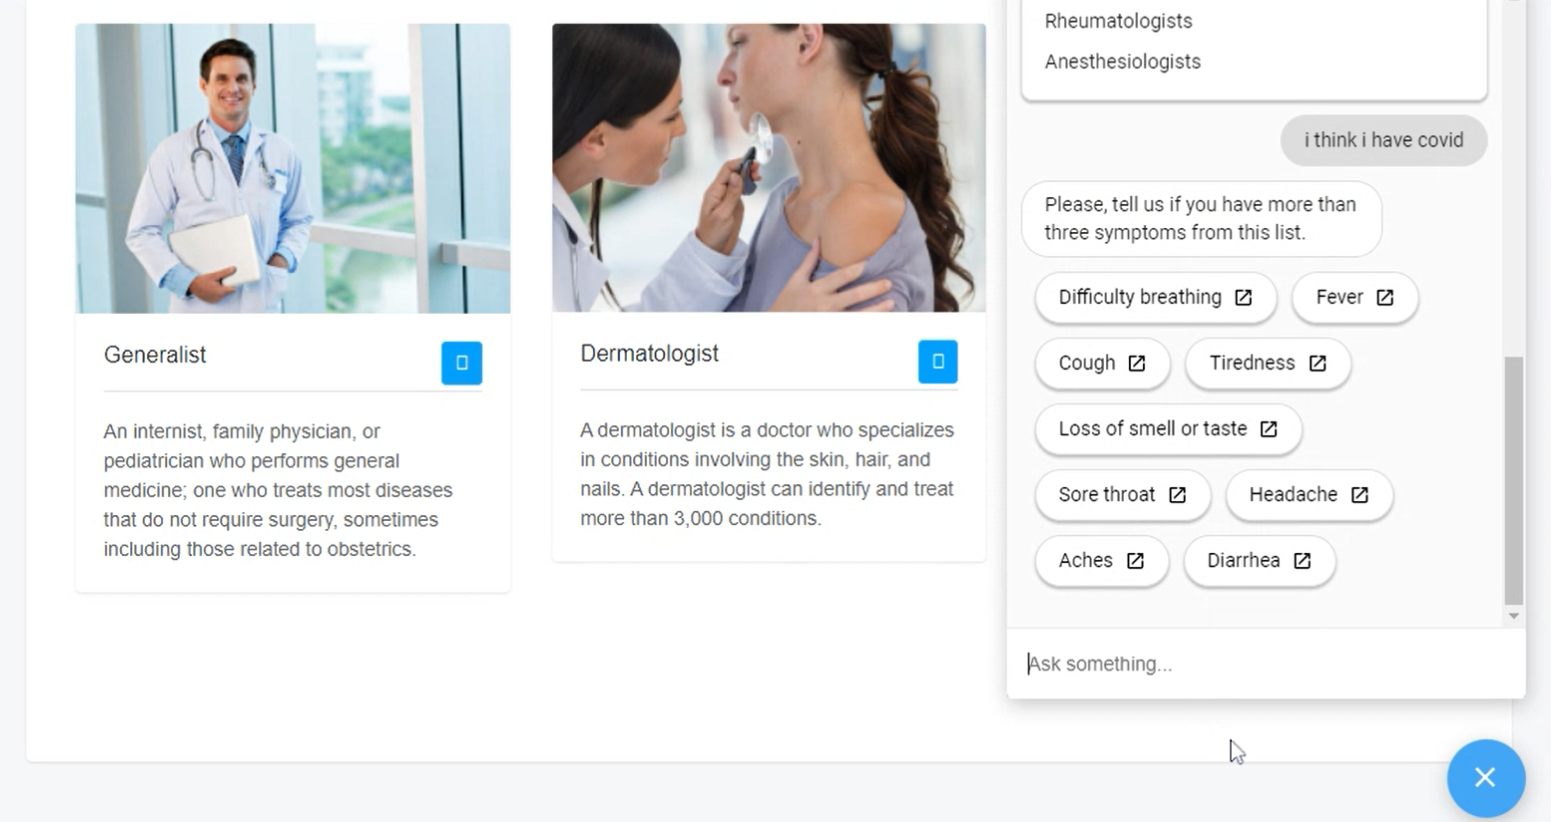 Generalist
An internist, family physician, or
pediatrician who performs general
medicine; one who treats most diseases
that do not require surgery, sometimes
including those related to obstetrics.
Dermatologist
A dermatologist is a doctor who specializes
in conditions involving the skin, hair, and
nails. A dermatologist can identify and treat
more than 3,000 conditions.
Rheumatologists
Anesthesiologists
i think i have covid
Please, tell us if you have more than
three symptoms from this list.
Difficulty breathing
Fever
Cough
Tiredness
Loss of smell or taste
Sore throat
Headache
Aches
Diarrhea
Ask something...